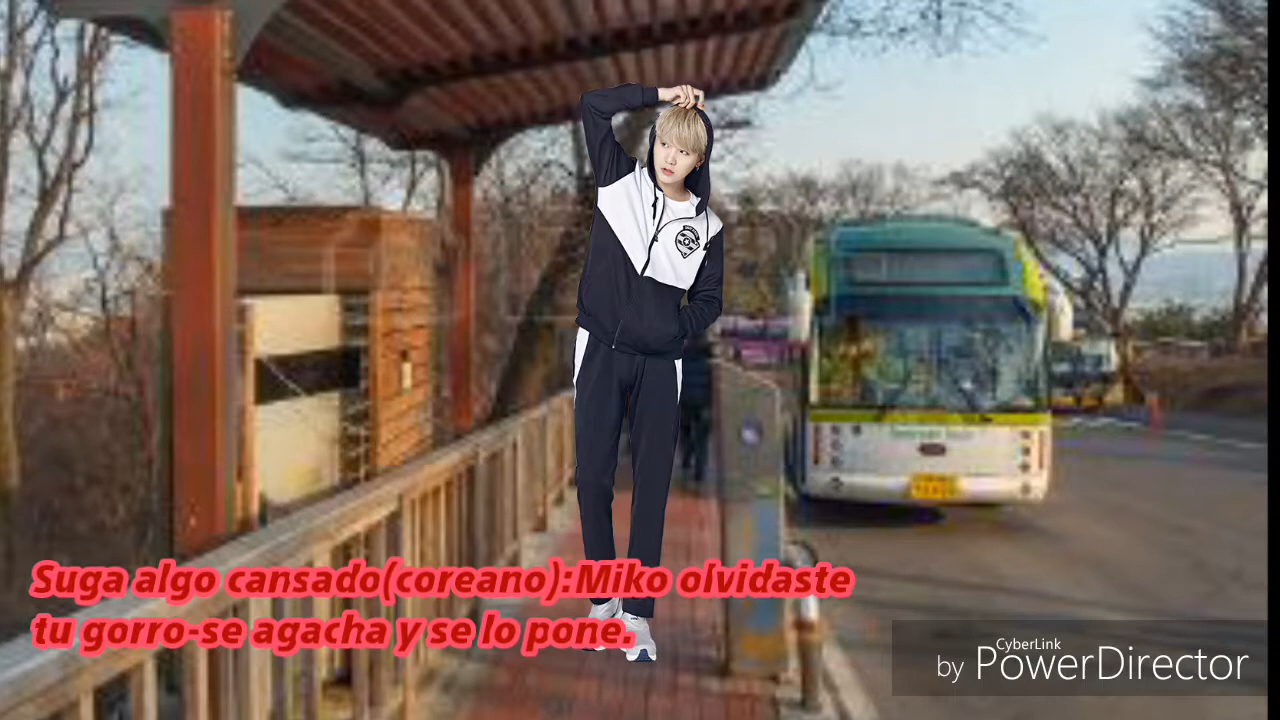 Suga algo cansado(coreano):Miko olvidaste
tu gorro-se agacha y se lo pone.
CyberLink
by PowerDirector